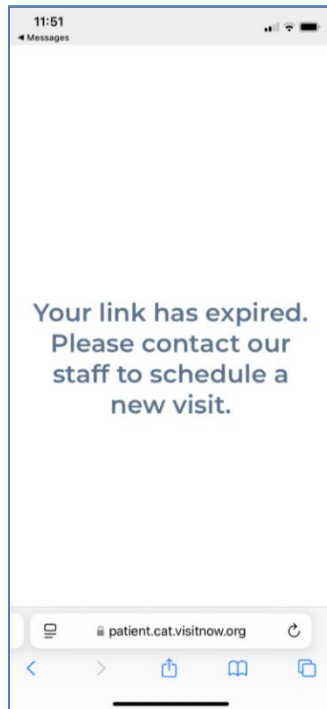 11:51
◀ Messages
Your link has expired.
Please contact our
staff to schedule a
new visit.
patient.cat.visitnow.org